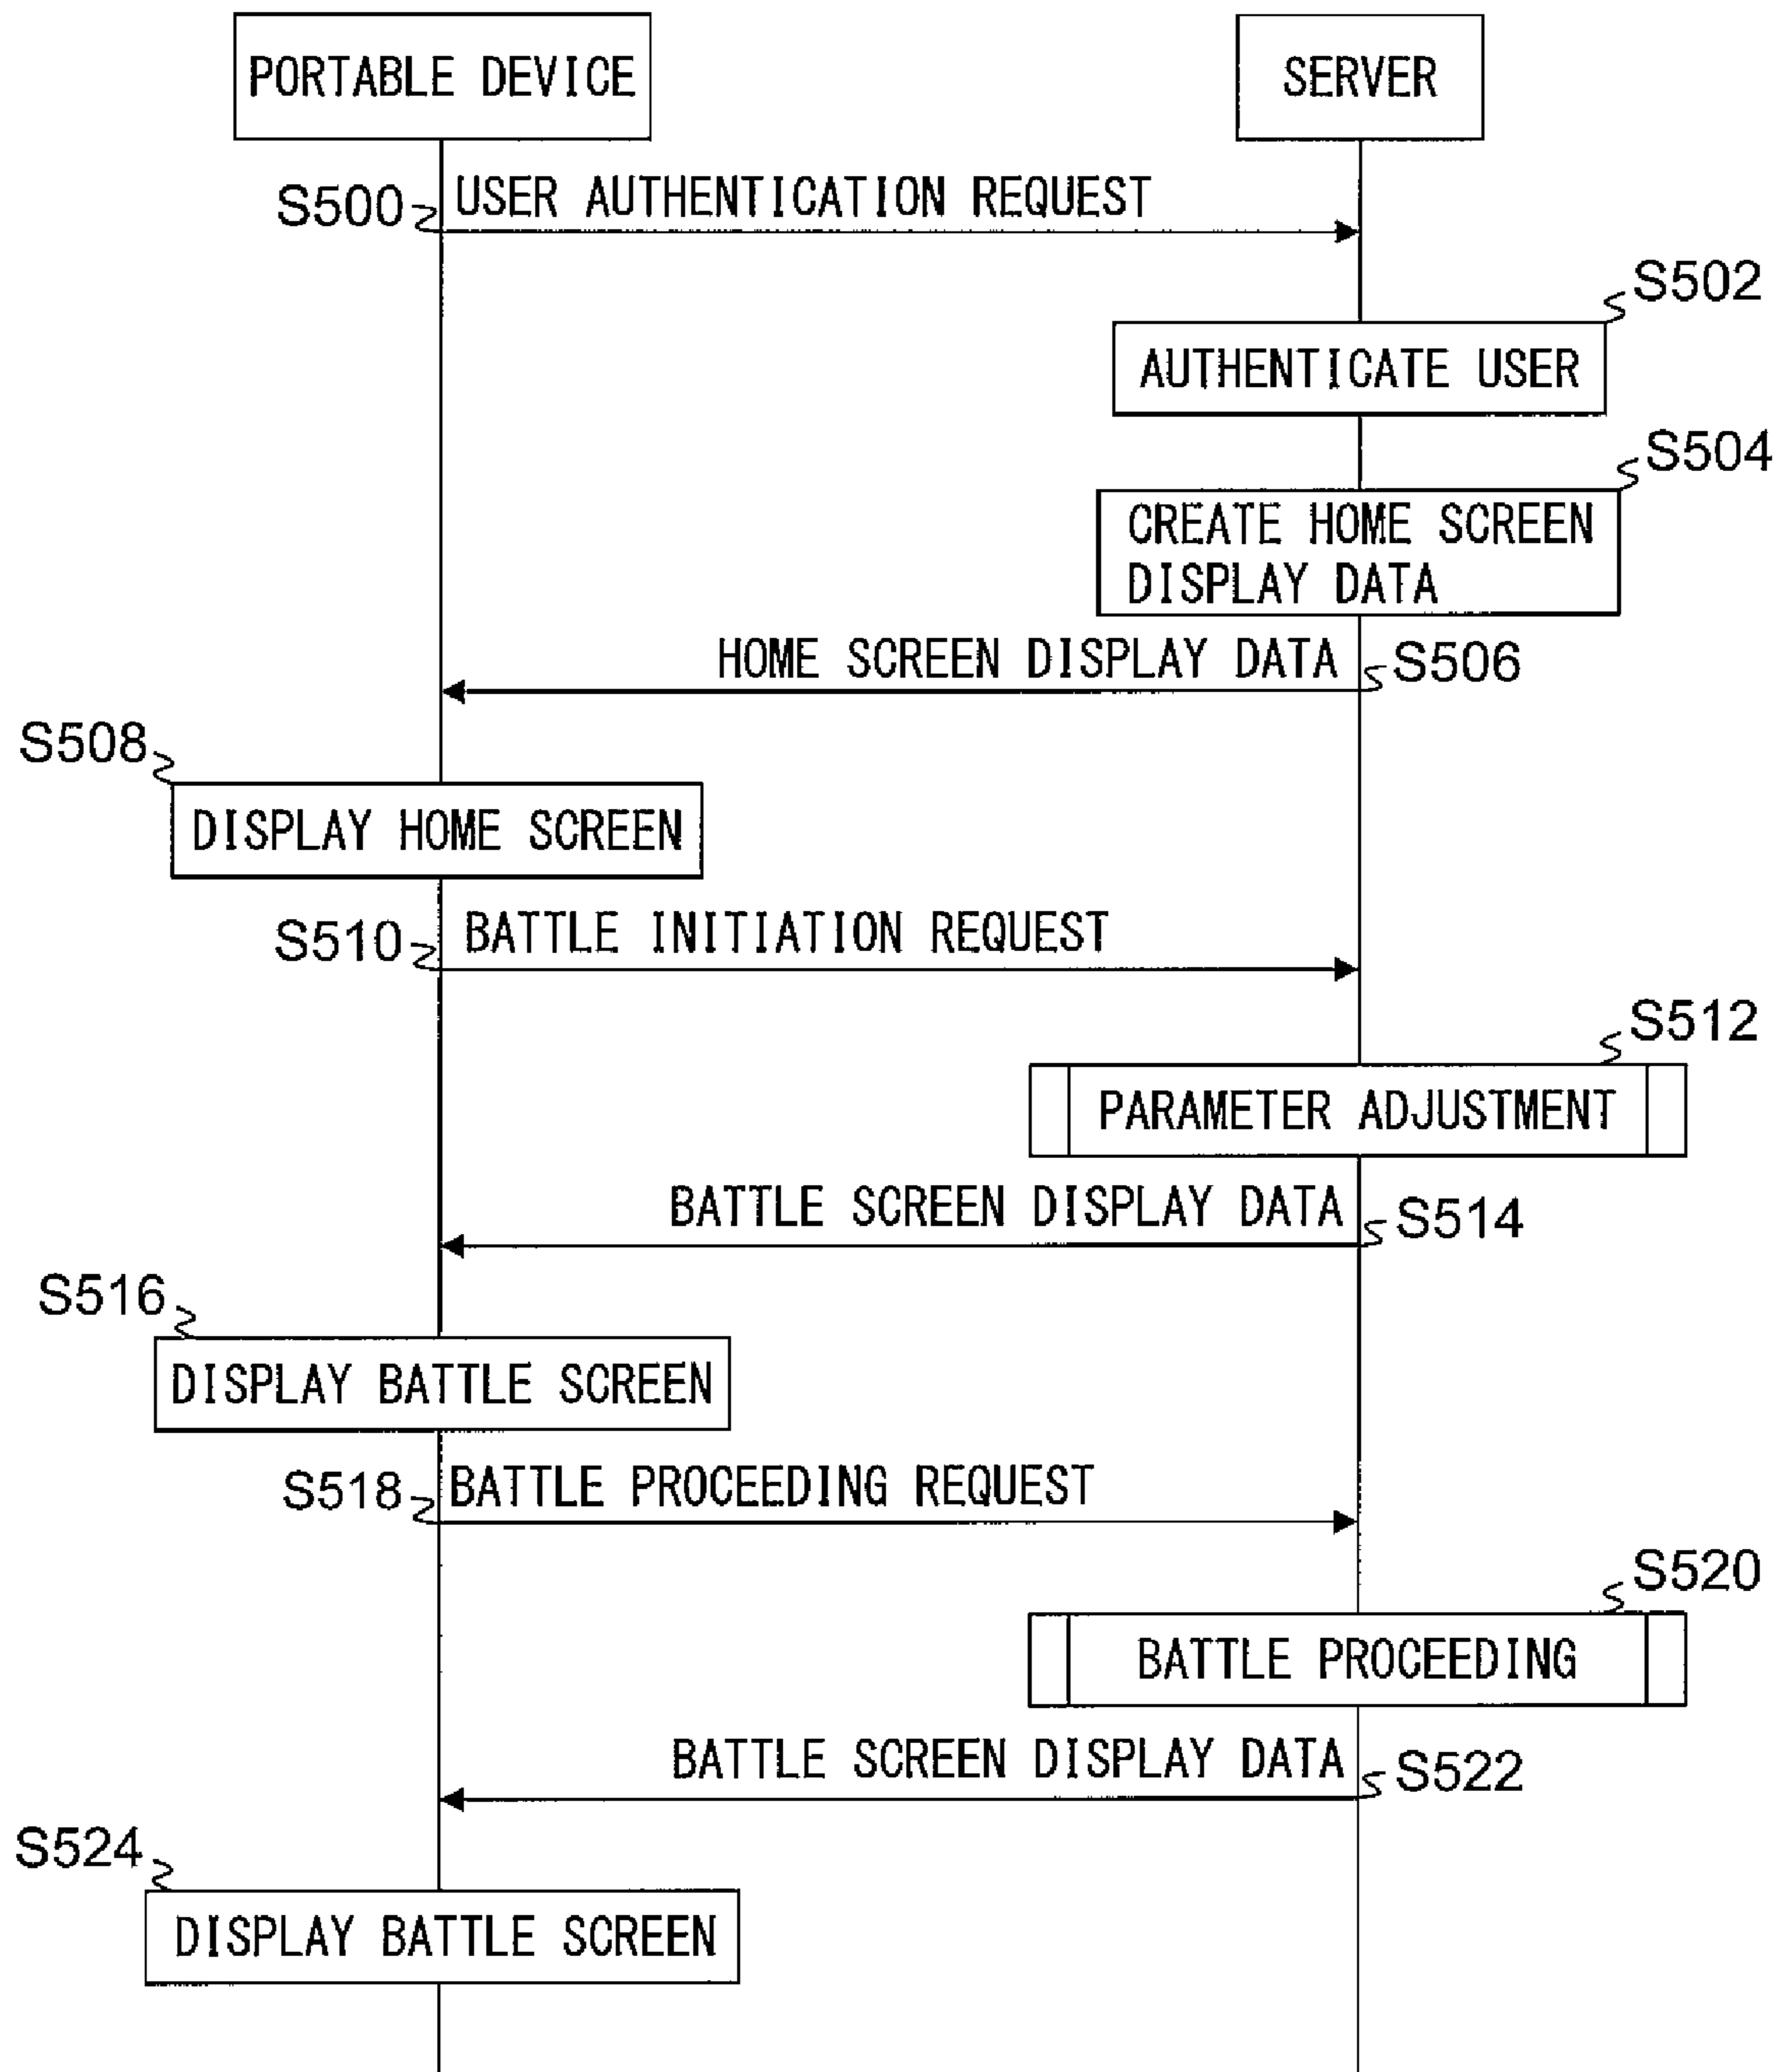 PORTABLE DEVICE
SERVER
S500
USER AUTHENTICATION REQUEST
S502
AUTHENTICATE USER
S504
CREATE HOME SCREEN
DISPLAY DATA
HOME SCREEN DISPLAY DATA
S506
S508
DISPLAY HOME SCREEN
S510
BATTLE INITIATION REQUEST
S512
PARAMETER ADJUSTMENT
BATTLE SCREEN DISPLAY DATA
S514
S516
DISPLAY BATTLE SCREEN
S518
BATTLE PROCEEDING REQUEST
S520
BATTLE PROCEEDING
BATTLE SCREEN DISPLAY DATA
S522
S524
DISPLAY BATTLE SCREEN